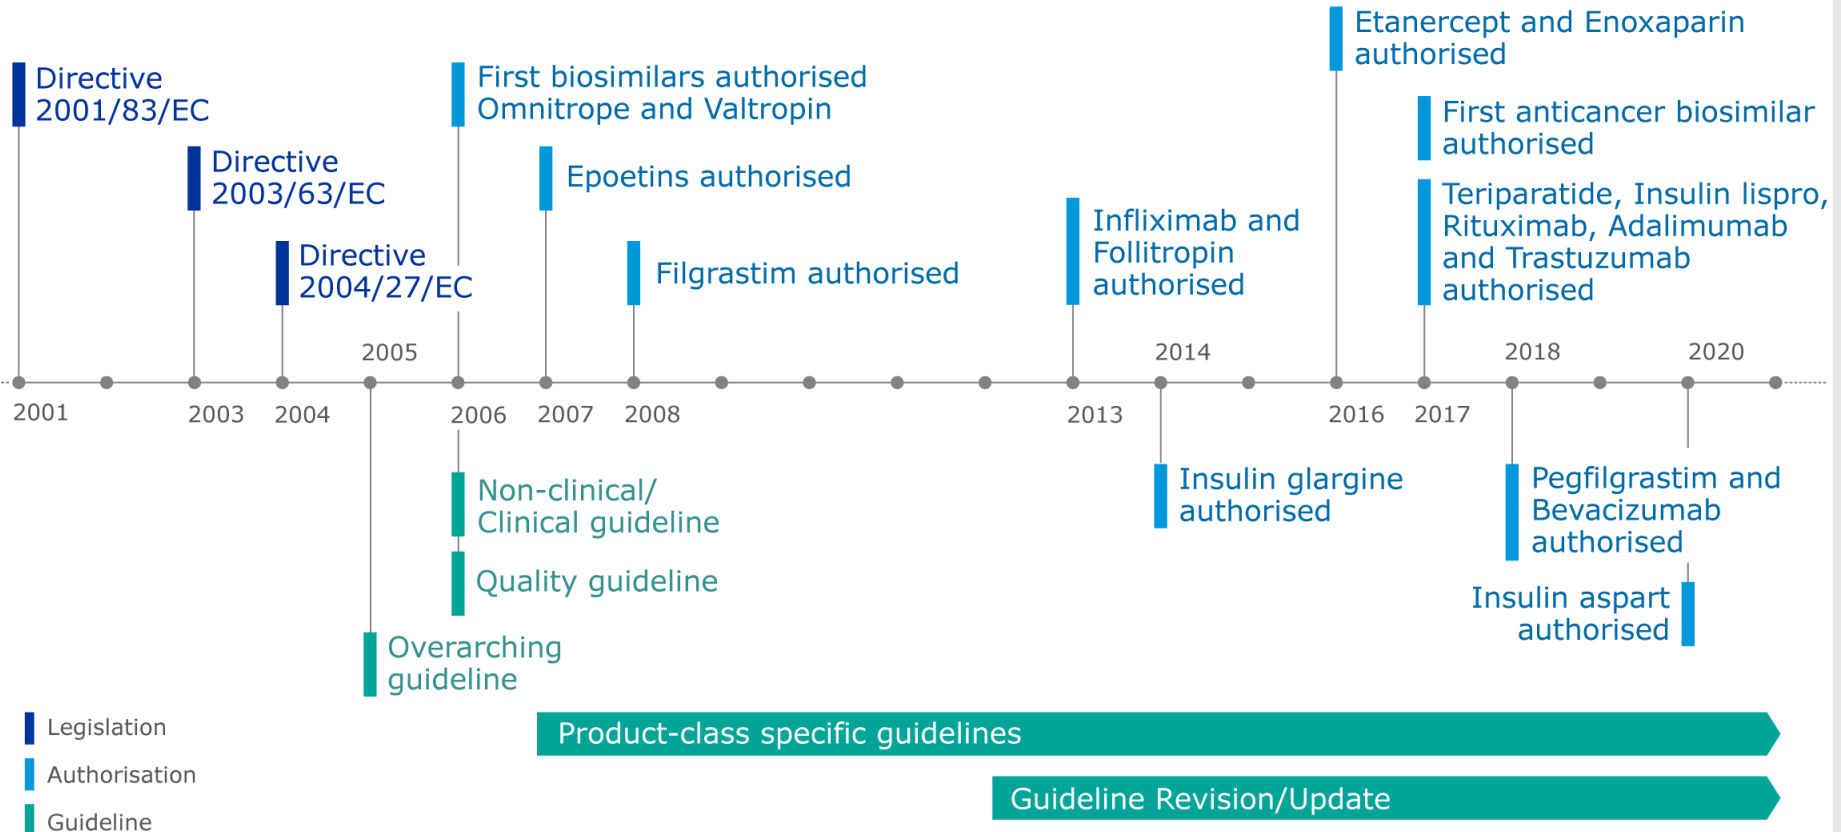 Etanercept and Enoxaparin
authorised
Directive
2001/83/EC
First biosimilars authorised
Omnitrope and Valtropin
First anticancer biosimilar
authorised
Directive
2003/63/EC
Epoetins authorised
Teriparatide, Insulin lispro,
Rituximab, Adalimumab
and Trastuzumab
authorised
Infliximab and
Follitropin
authorised
Directive
2004/27/EC
Filgrastim authorised
2005
2014
2018
2020
2001
2003
2004
2006
2007
2008
2013
2016
2017
Non-clinical/
Clinical guideline
Insulin glargine
authorised
Pegfilgrastim and
Bevacizumab
authorised
Quality guideline
Insulin aspart
authorised
Overarching
guideline
Legislation
Authorisation
Guideline
Product-class specific guidelines
Guideline Revision/Update